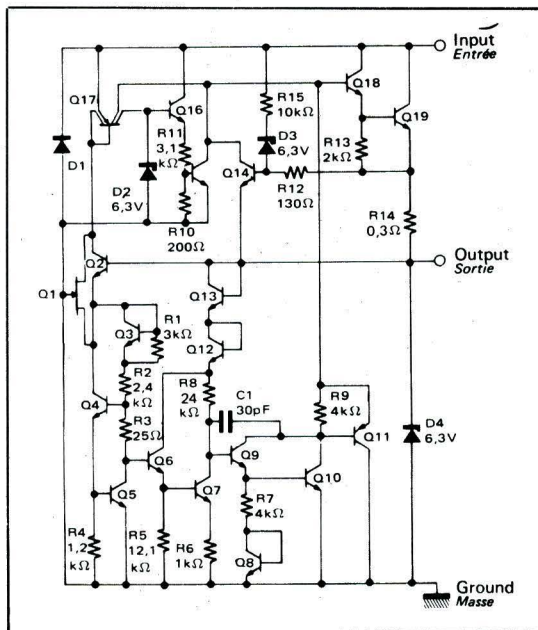 Input
Entrée
Q18
Q17
Q16
R15
10kΩ
Q19
R11
3,1
kΩ
D3
6,3V
R13
2kΩ
D1
Q14
D2
6,3V
R12
130Ω
R14
0,3Ω
R10
200Ω
Output
Sortie
Q2
Q1
Q13
R1
3kΩ
Q3
Q12
R2
2,4
kΩ
R8
24
kΩ
C1
30pF
R9
4kΩ
Q4
Q11
D4
6,3V
R3
25Ω
Q6
Q9
Q10
Q5
Q7
R7
4kΩ
R4
1,2
kΩ
R5
12,1
kΩ
R6
1kΩ
Q8
Ground
Masse